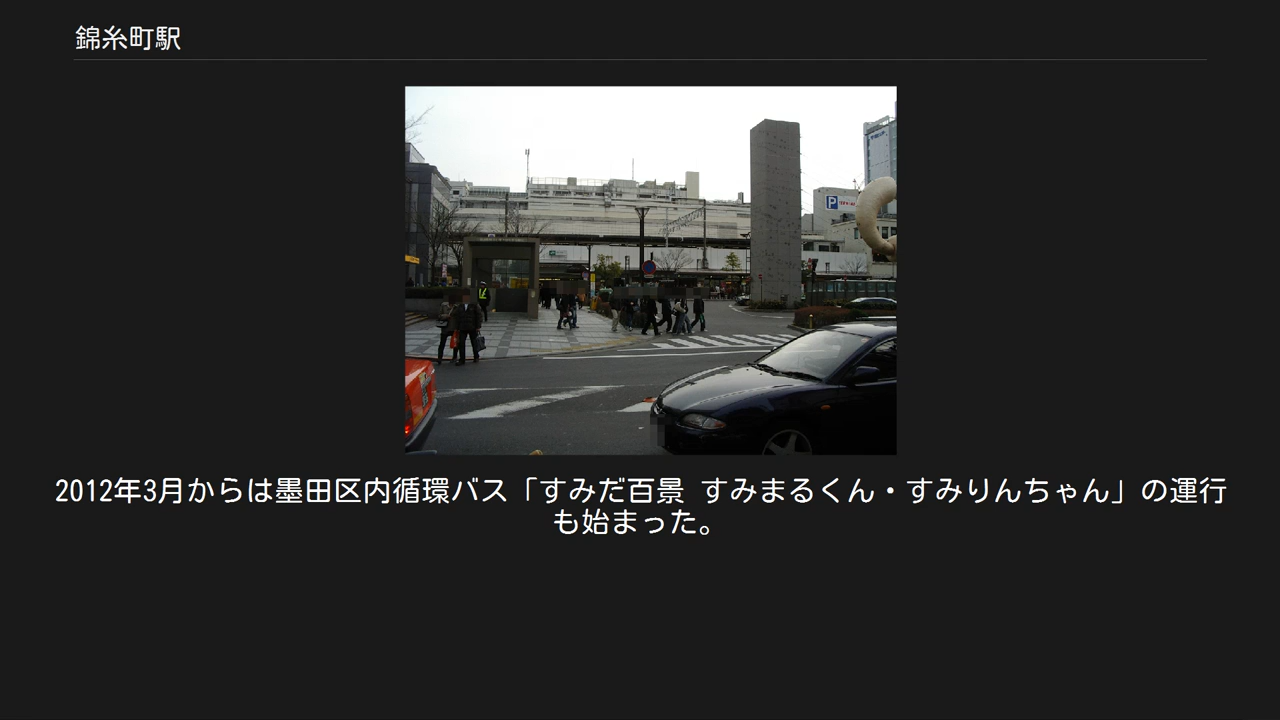 錦糸町駅
P
2012年3月からは墨田区内循環バス「すみだ百景 すみまるくん・すみりんちゃん」の運行
も始まった。